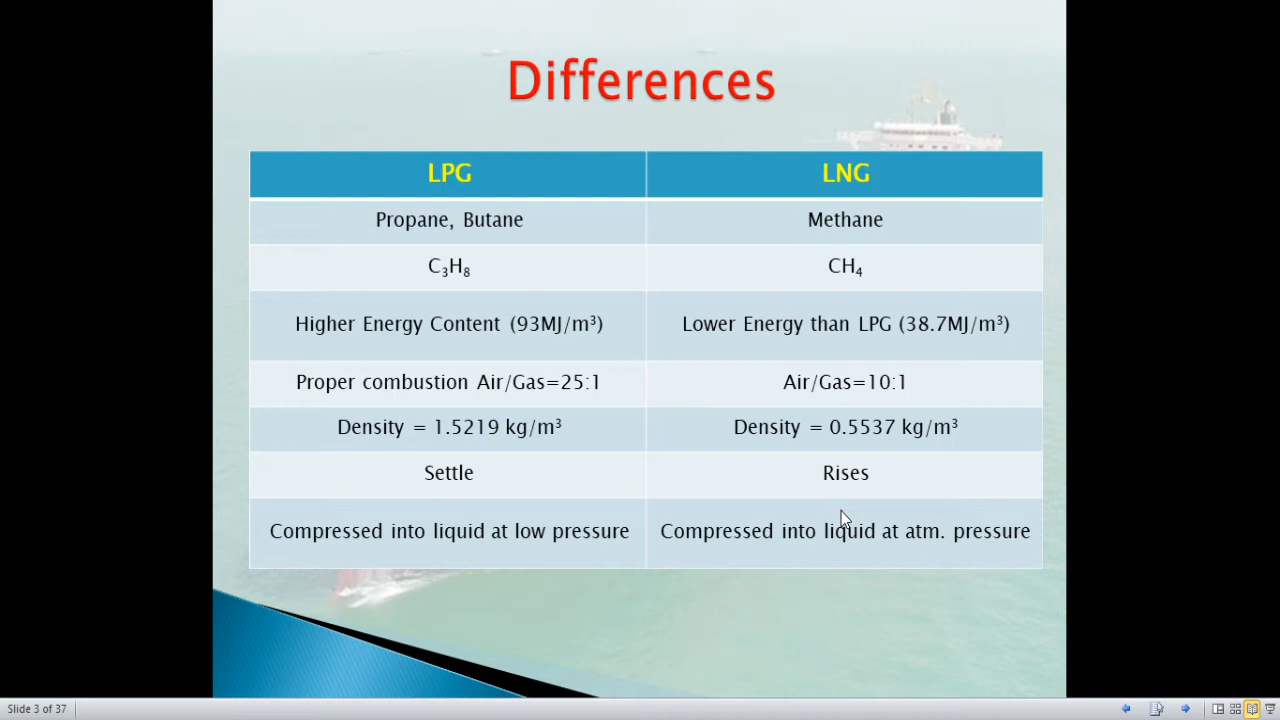 Differences
LPG LNG
Propane, Butane Methane
C₃H₈ CH₄
Higher Energy Content (93MJ/m³) Lower Energy than LPG (38.7MJ/m³)
Proper combustion Air/Gas=25:1 Air/Gas=10:1
Density = 1.5219 kg/m³ Density = 0.5537 kg/m³
Settle Rises
Compressed into liquid at low pressure Compressed into liquid at atm. pressure
Slide 3 of 37